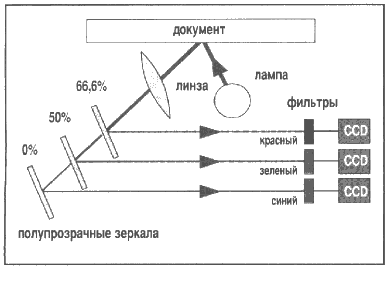 документ
66,6%
линза
лампа
50%
фильтры
0%
красный
CCD
зеленый
CCD
синий
CCD
полупрозрачные зеркала